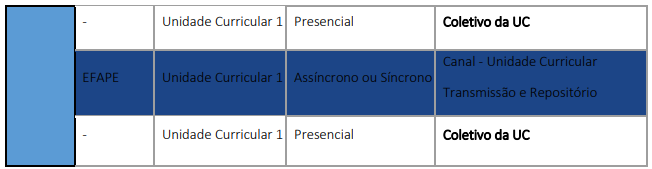 - Unidade Curricular 1 Presencial Coletivo da UC
EFAPE Unidade Curricular 1 Assíncrono ou Síncrono Canal - Unidade Curricular
Transmissão e Repositório
- Unidade Curricular 1 Presencial Coletivo da UC